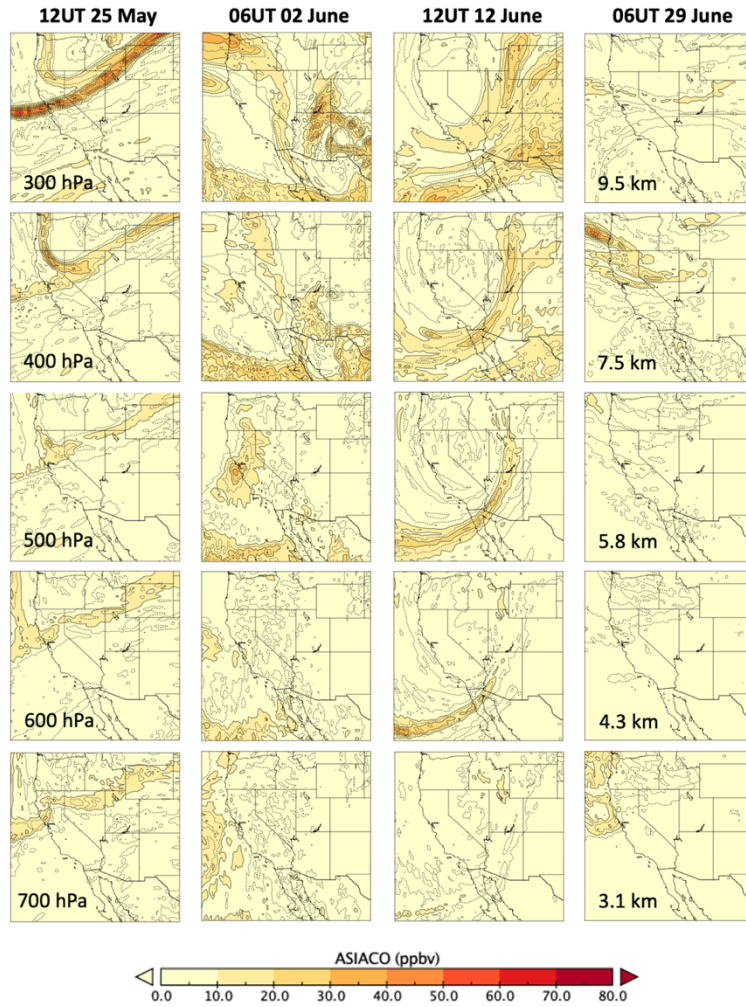 12UT 25 May 06UT 02 June 12UT 12 June 06UT 29 June
300 hPa 9.5 km
400 hPa 7.5 km
500 hPa 5.8 km
600 hPa 4.3 km
700 hPa 3.1 km
ASIACO (ppbv)
0.0 10.0 20.0 30.0 40.0 50.0 60.0 70.0 80.0